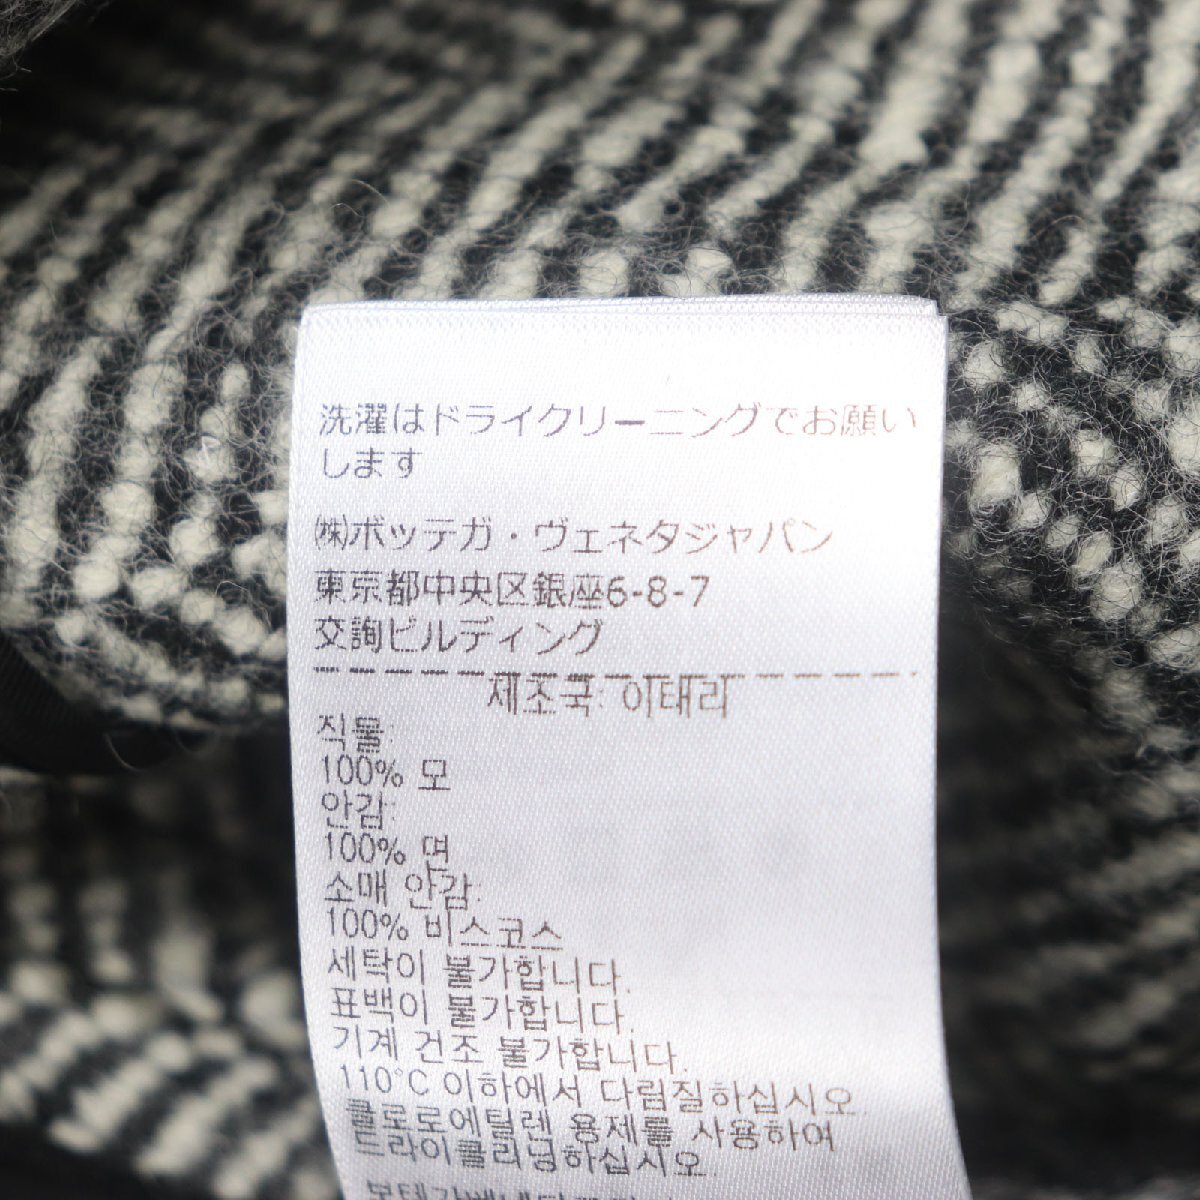 洗濯はドライクリーニングでお願い
します
㈱ボッテガ・ヴェネタジャパン
東京都中央区銀座6-8-7
交詢ビルディング
제조국: 이태리
직물:
100% 모
안감:
100% 면
소매 안감:
100% 비스코스
세탁이 불가합니다.
표백이 불가합니다.
기계 건조 불가합니다.
110°C 이하에서 다림질하십시오.
클로로에틸렌 용제를 사용하여
드라이클리닝하십시오.